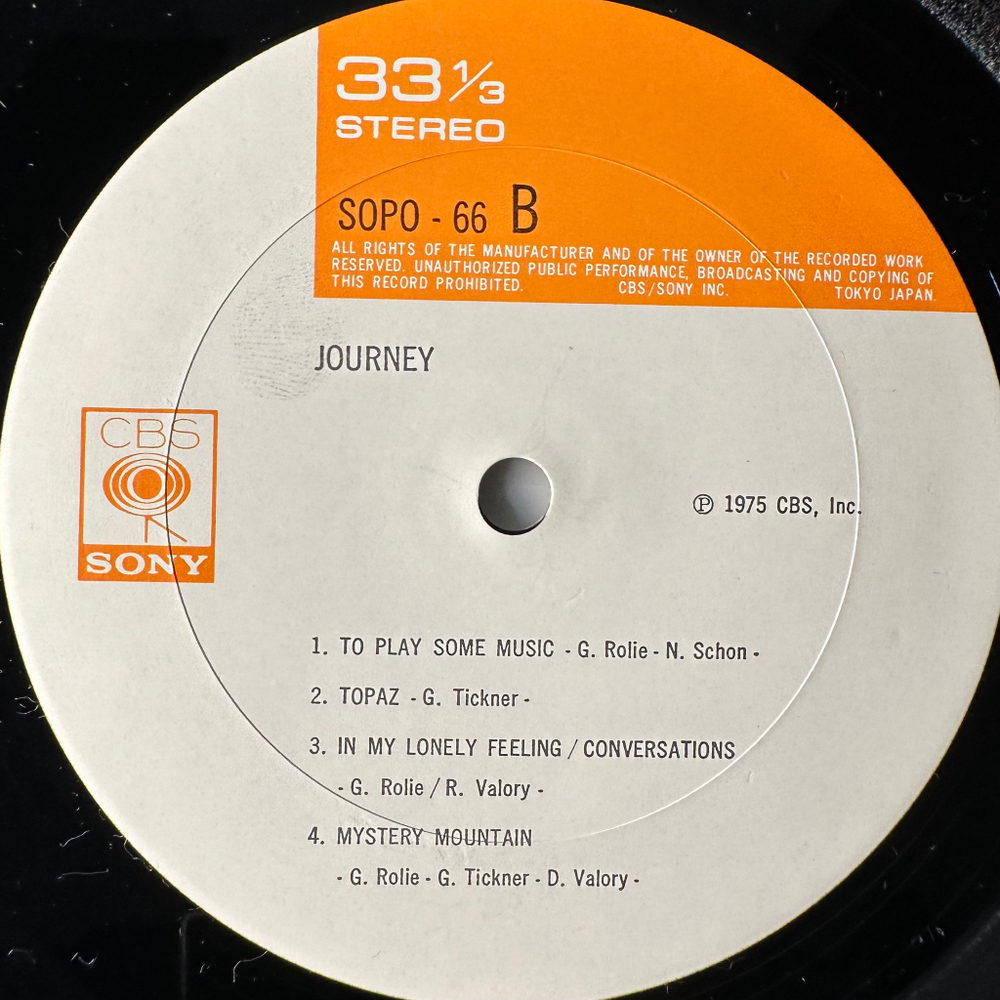 33 1/3
STEREO
SOPO - 66 B
ALL RIGHTS OF THE MANUFACTURER AND OF THE OWNER OF THE RECORDED WORK
RESERVED. UNAUTHORIZED PUBLIC PERFORMANCE, BROADCASTING AND COPYING OF
THIS RECORD PROHIBITED. CBS/SONY INC. TOKYO JAPAN.
JOURNEY
CBS
SONY
℗ 1975 CBS, Inc.
1. TO PLAY SOME MUSIC - G. Rolie - N. Schon -
2. TOPAZ - G. Tickner -
3. IN MY LONELY FEELING / CONVERSATIONS
- G. Rolie / R. Valory -
4. MYSTERY MOUNTAIN
- G. Rolie - G. Tickner - D. Valory -